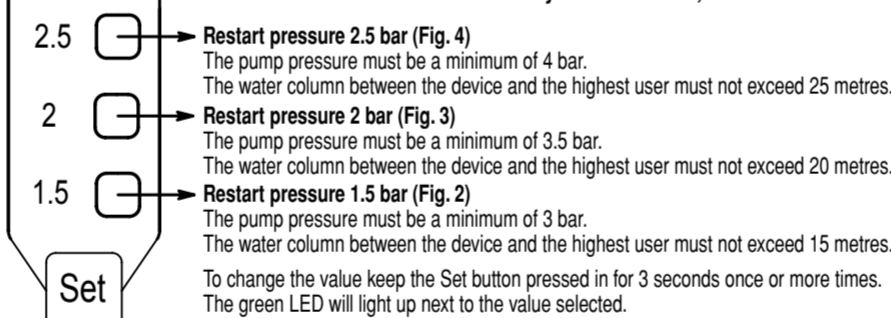 2.5
Restart pressure 2.5 bar (Fig. 4)
The pump pressure must be a minimum of 4 bar.
The water column between the device and the highest user must not exceed 25 metres.
2
Restart pressure 2 bar (Fig. 3)
The pump pressure must be a minimum of 3.5 bar.
The water column between the device and the highest user must not exceed 20 metres.
1.5
Restart pressure 1.5 bar (Fig. 2)
The pump pressure must be a minimum of 3 bar.
The water column between the device and the highest user must not exceed 15 metres.
Set
To change the value keep the Set button pressed in for 3 seconds once or more times.
The green LED will light up next to the value selected.